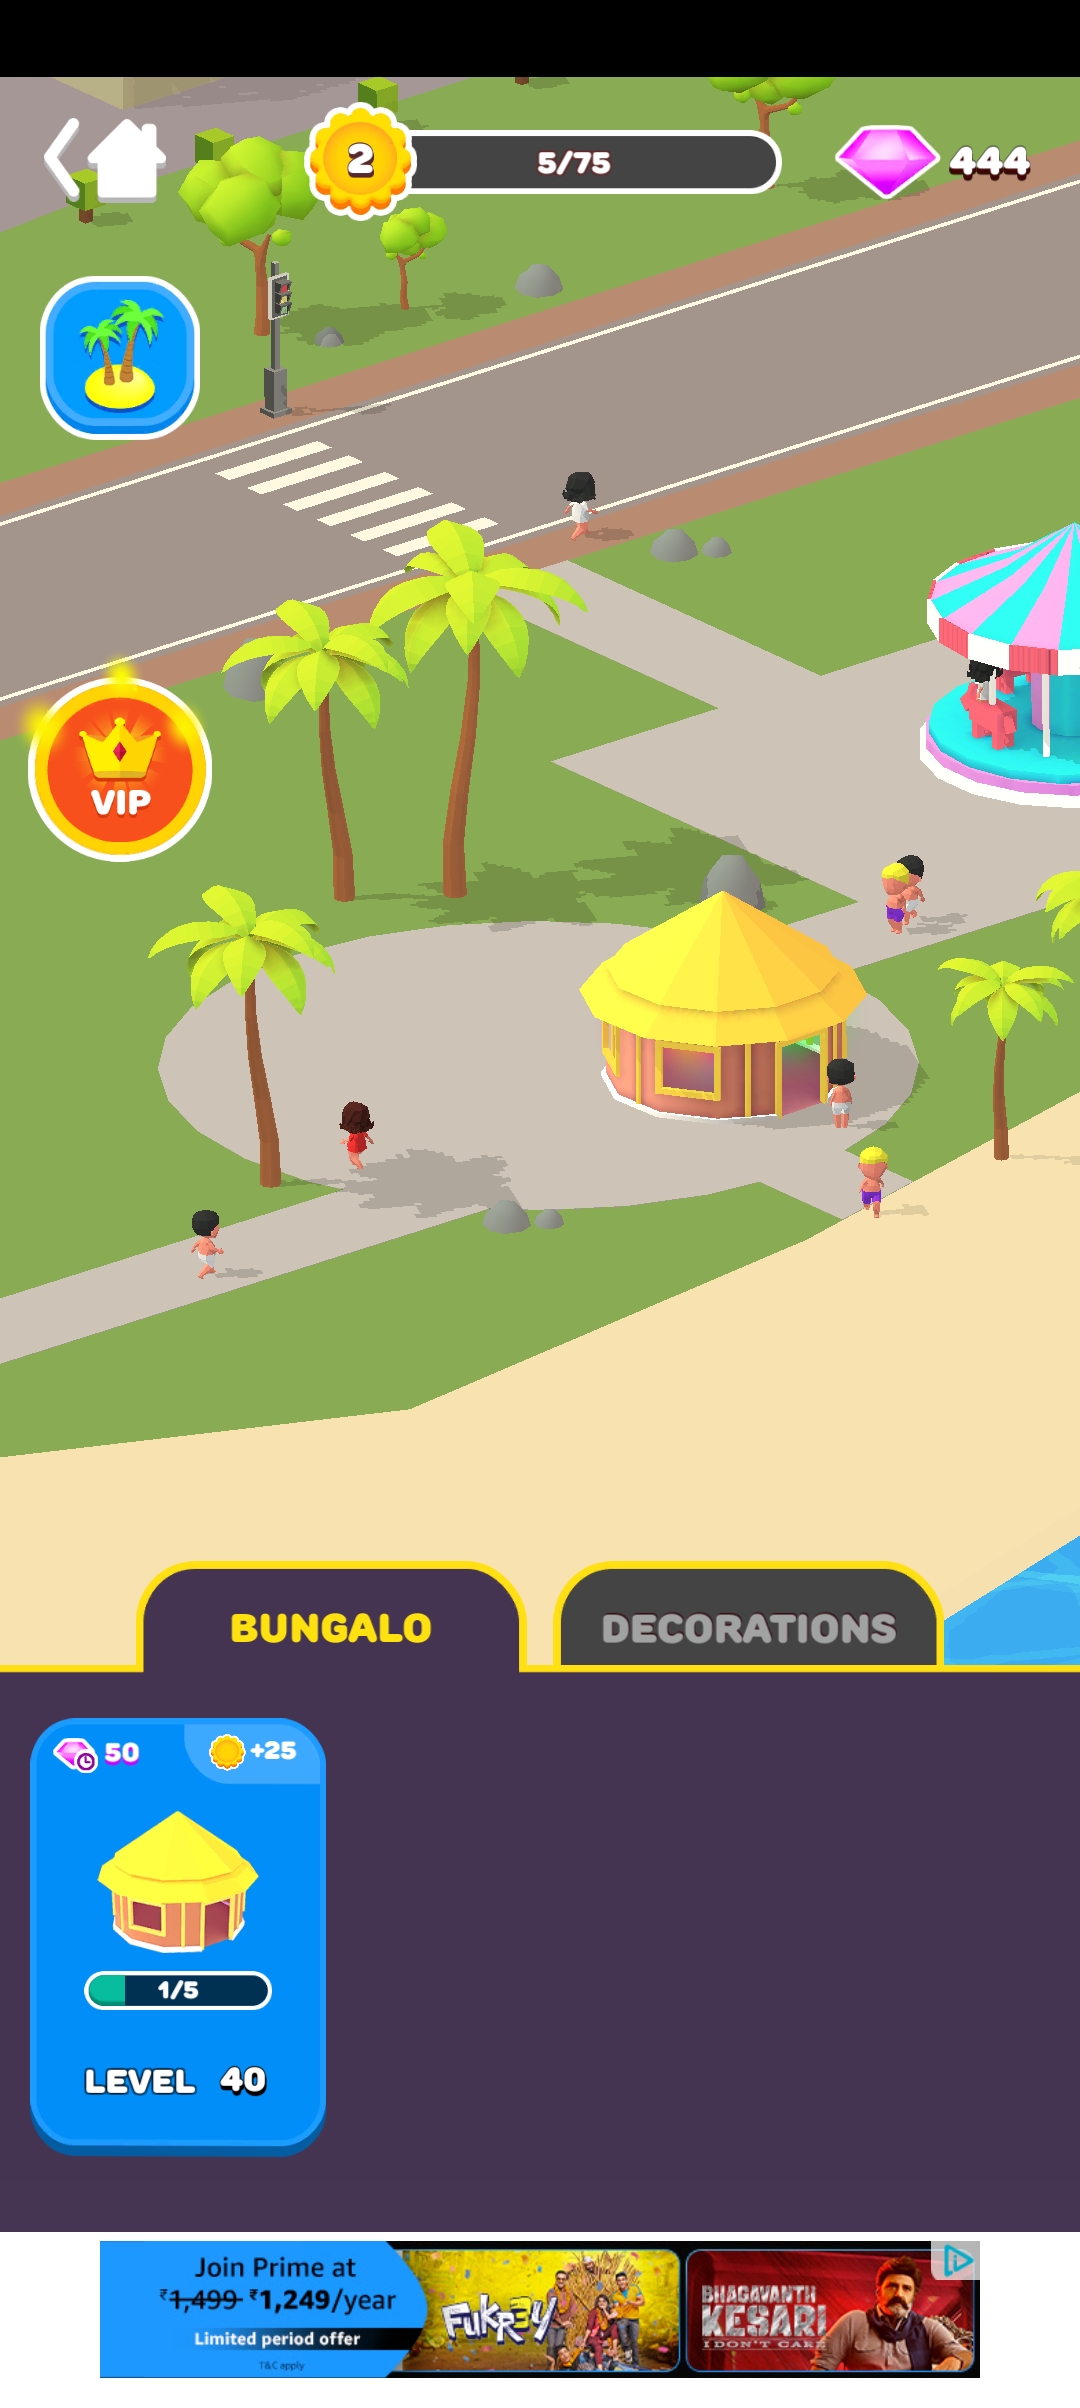 2
5/75
444
VIP
BUNGALO
DECORATIONS
50
+25
1/5
LEVEL 40
Join Prime at
₹1,499 ₹1,249/year
Limited period offer
T&C apply
FUKR3Y
BHAGAVANTH
KESARI
I DON'T CARE